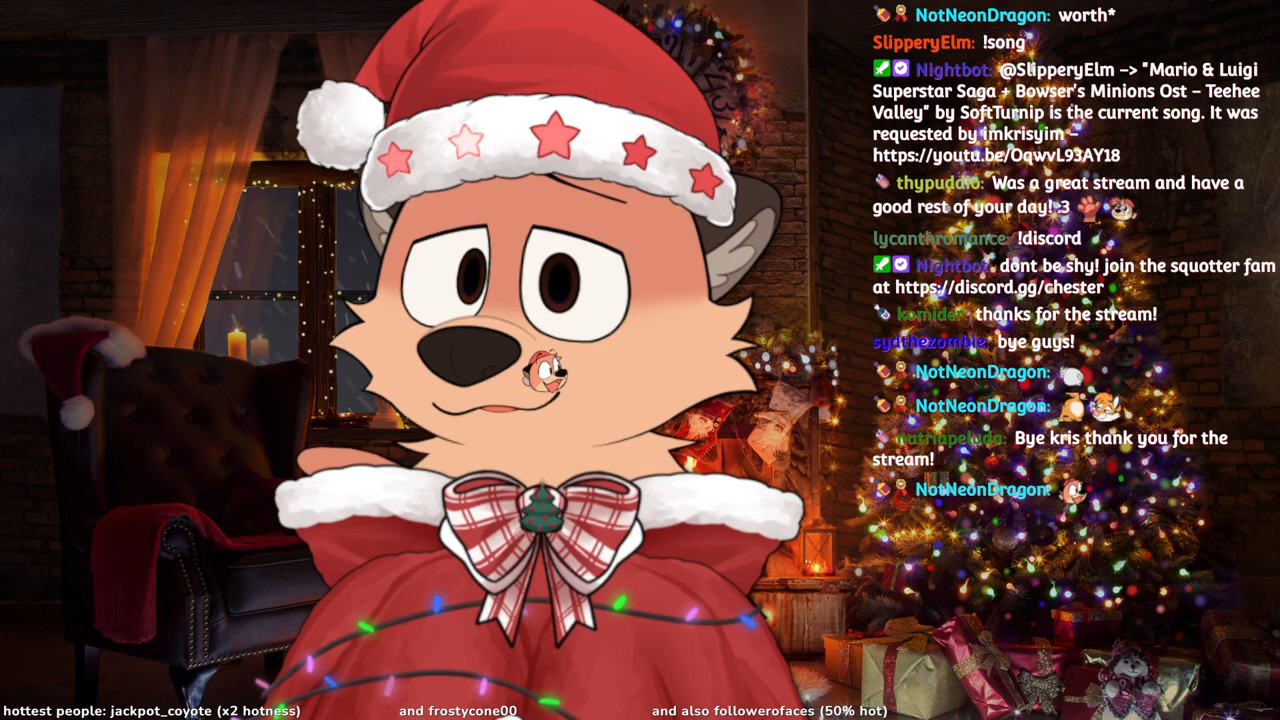 NotNeonDragon: worth*
SlipperyElm: !song
Nightbot: @SlipperyElm -> "Mario & Luigi
Superstar Saga + Bowser's Minions Ost - Teehee
Valley" by SoftTurnip is the current song. It was
requested by imkrisyim -
https://youtu.be/OqwvL93AY18
thypuddlo: Was a great stream and have a
good rest of your day! :3
lycanthromance: !discord
Nightbot: dont be shy! join the squotter fam
at https://discord.gg/chester
komider: thanks for the stream!
sydthezombie: bye guys!
NotNeonDragon:
NotNeonDragon:
nutriapeluda: Bye kris thank you for the
stream!
NotNeonDragon:
hottest people: jackpot_coyote (x2 hotness) and frostycone00 and also followerofaces (50% hot)